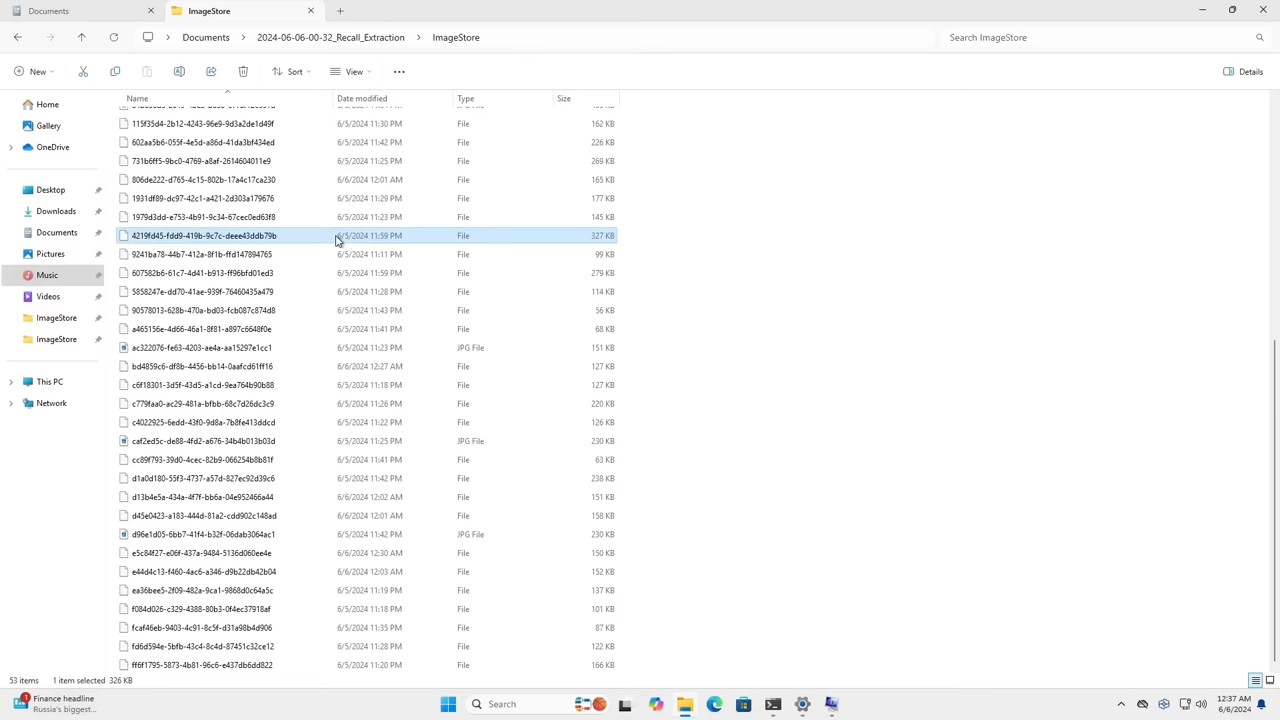 Documents
ImageStore
Documents
2024-06-06-00-32_Recall_Extraction
ImageStore
Search ImageStore
New
Sort
View
Details
Home
Gallery
OneDrive
Desktop
Downloads
Documents
Pictures
Music
Videos
ImageStore
ImageStore
This PC
Network
Name Date modified Type Size
115f35d4-2b12-4243-96e9-9d3a2de1d49f 6/5/2024 11:30 PM File 162 KB
602aa5b6-055f-4e5d-a86d-41da3bf434ed 6/5/2024 11:42 PM File 226 KB
731b6ff5-9bc0-4769-a8af-2614604011e9 6/5/2024 11:25 PM File 269 KB
806de222-d765-4c15-802b-17a4c17ca230 6/6/2024 12:01 AM File 165 KB
1931df89-dc97-42c1-a421-2d303a179676 6/5/2024 11:29 PM File 177 KB
1979d3dd-e753-4b91-9c34-67cec0ed63f8 6/5/2024 11:23 PM File 145 KB
4219fd45-fdd9-419b-9c7c-deee43ddb79b 6/5/2024 11:59 PM File 327 KB
9241ba78-44b7-412a-8f1b-ffd147894765 6/5/2024 11:11 PM File 99 KB
607582b6-61c7-4d41-b913-ff96bfd01ed3 6/5/2024 11:59 PM File 279 KB
5858247e-dd70-41ae-939f-76460435a479 6/5/2024 11:28 PM File 114 KB
90578013-628b-470a-bd03-fcb087c874d8 6/5/2024 11:43 PM File 56 KB
a465156e-4d66-46a1-8f81-a897c6648f0e 6/5/2024 11:41 PM File 68 KB
ac322076-fe63-4203-ae4a-aa15297e1cc1 6/5/2024 11:23 PM JPG File 151 KB
bd4859c6-df8b-4456-bb14-0aafcd61ff16 6/6/2024 12:27 AM File 127 KB
c6f18301-3d5f-43d5-a1cd-9ea764b90b88 6/5/2024 11:18 PM File 127 KB
c779faa0-ac29-481a-bfbb-68c7d26dc3c9 6/5/2024 11:26 PM File 220 KB
c4022925-6edd-43f0-9d8a-7b8fe413ddcd 6/5/2024 11:22 PM File 126 KB
caf2ed5c-de88-4fd2-a676-34b4b013b03d 6/5/2024 11:25 PM JPG File 230 KB
cc89f793-39d0-4cec-82b9-066254b8b81f 6/5/2024 11:41 PM File 63 KB
d1a0d180-55f3-4737-a57d-827ec92d39c6 6/5/2024 11:42 PM File 238 KB
d13b4e5a-434a-4f7f-bb6a-04e952466a44 6/6/2024 12:02 AM File 151 KB
d45e0423-a183-444d-81a2-cdd902c148ad 6/6/2024 12:01 AM File 158 KB
d96e1d05-6bb7-41f4-b32f-06dab3064ac1 6/5/2024 11:42 PM JPG File 230 KB
e5c84f27-e06f-437a-9484-5136d060ee4e 6/6/2024 12:30 AM File 150 KB
e44d4c13-f460-4ac6-a346-d9b22db42b04 6/6/2024 12:03 AM File 152 KB
ea36bee5-2f09-482a-9ca1-9868d0c64a5c 6/5/2024 11:19 PM File 137 KB
f084d026-c329-4388-80b3-0f4ec37918af 6/5/2024 11:18 PM File 101 KB
fcaf46eb-9403-4c91-8c5f-d31a98b4d906 6/5/2024 11:35 PM File 87 KB
fd6d594e-5bfb-43c4-8c4d-87451c32ce12 6/5/2024 11:28 PM File 122 KB
ff6f1795-5873-4b81-96c6-e437db6dd822 6/5/2024 11:20 PM File 166 KB
53 items 1 item selected 326 KB
Finance headline
Russia's biggest...
Search
12:37 AM
6/6/2024